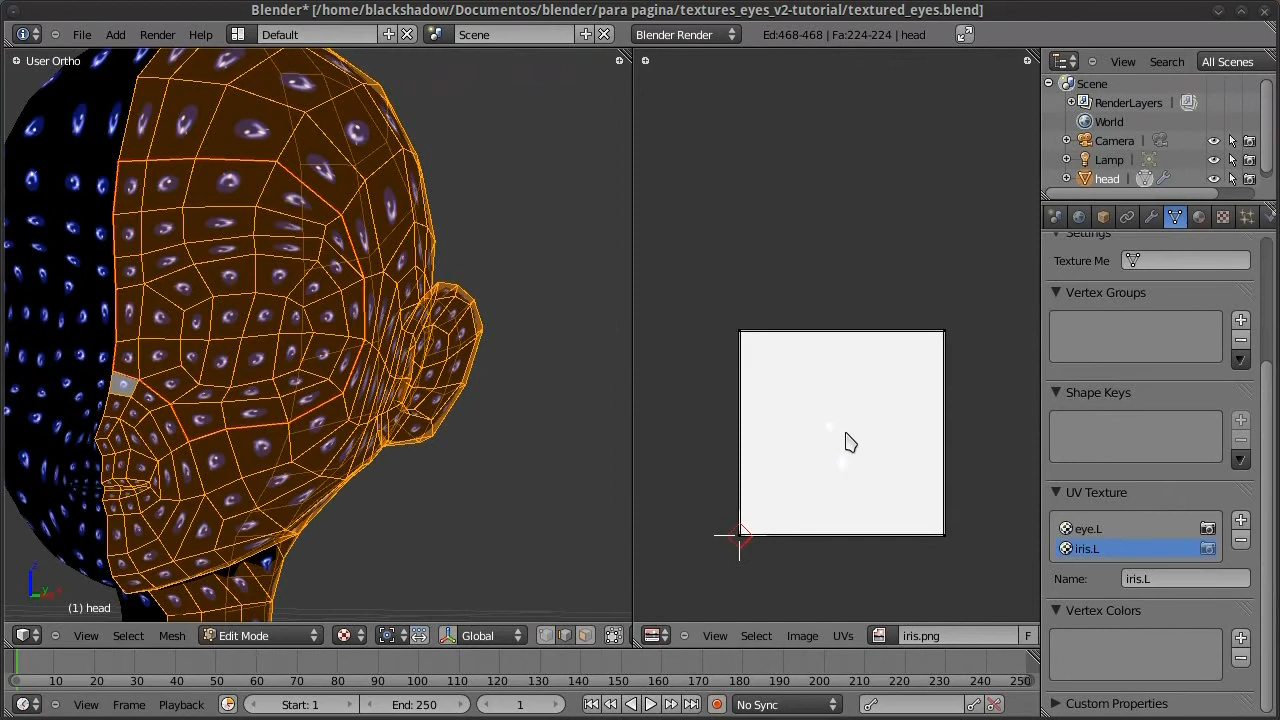 Blender* [/home/blackshadow/Documentos/blender/para pagina/textures_eyes_v2-tutorial/textured_eyes.blend]
File Add Render Help Default Scene Blender Render Ed:468-468 | Fa:224-224 | head
User Ortho
View Search All Scenes
Scene
RenderLayers
World
Camera
Lamp
head
Settings
Texture Me
Vertex Groups
Shape Keys
UV Texture
eye.L
iris.L
Name: iris.L
Vertex Colors
Custom Properties
z
y
(1) head
View Select Mesh Edit Mode Global
View Select Image UVs iris.png F
10 20 30 40 50 60 70 80 90 100 110 120 130 140 150 160 170 180 190 200 210 220 230 240 250
View Frame Playback Start: 1 End: 250 1 No Sync